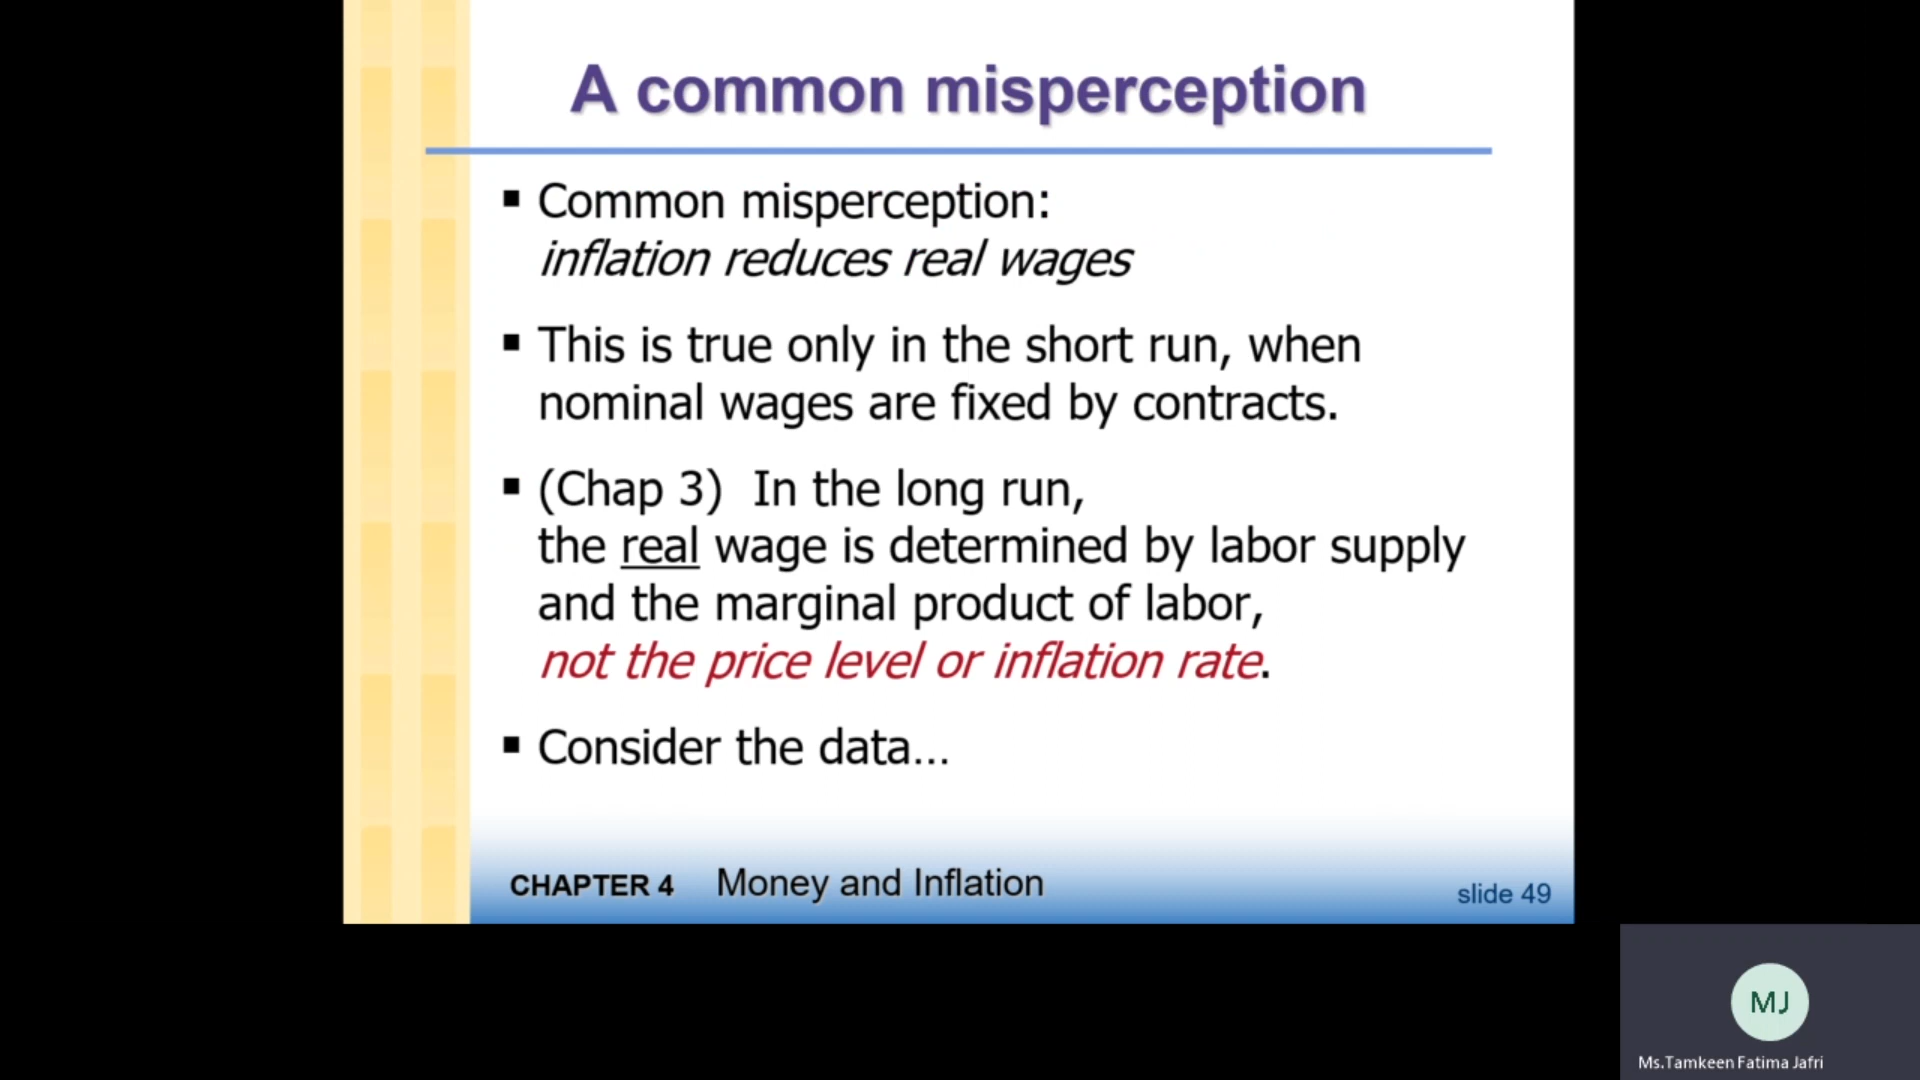 A common misperception
▪ Common misperception:
inflation reduces real wages
▪ This is true only in the short run, when
nominal wages are fixed by contracts.
▪ (Chap 3)  In the long run,
the real wage is determined by labor supply
and the marginal product of labor,
not the price level or inflation rate.
▪ Consider the data…
CHAPTER 4 Money and Inflation
slide 49
MJ
Ms.Tamkeen Fatima Jafri